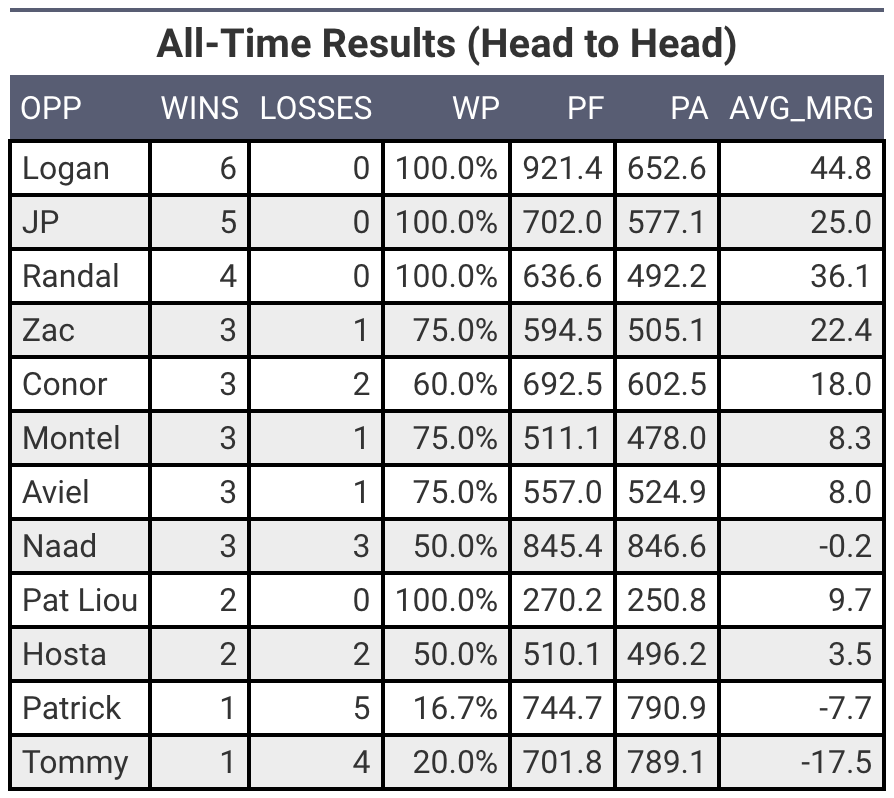 All-Time Results (Head to Head)
OPP WINS LOSSES WP PF PA AVG_MRG
Logan 6 0 100.0% 921.4 652.6 44.8
JP 5 0 100.0% 702.0 577.1 25.0
Randal 4 0 100.0% 636.6 492.2 36.1
Zac 3 1 75.0% 594.5 505.1 22.4
Conor 3 2 60.0% 692.5 602.5 18.0
Montel 3 1 75.0% 511.1 478.0 8.3
Aviel 3 1 75.0% 557.0 524.9 8.0
Naad 3 3 50.0% 845.4 846.6 -0.2
Pat Liou 2 0 100.0% 270.2 250.8 9.7
Hosta 2 2 50.0% 510.1 496.2 3.5
Patrick 1 5 16.7% 744.7 790.9 -7.7
Tommy 1 4 20.0% 701.8 789.1 -17.5